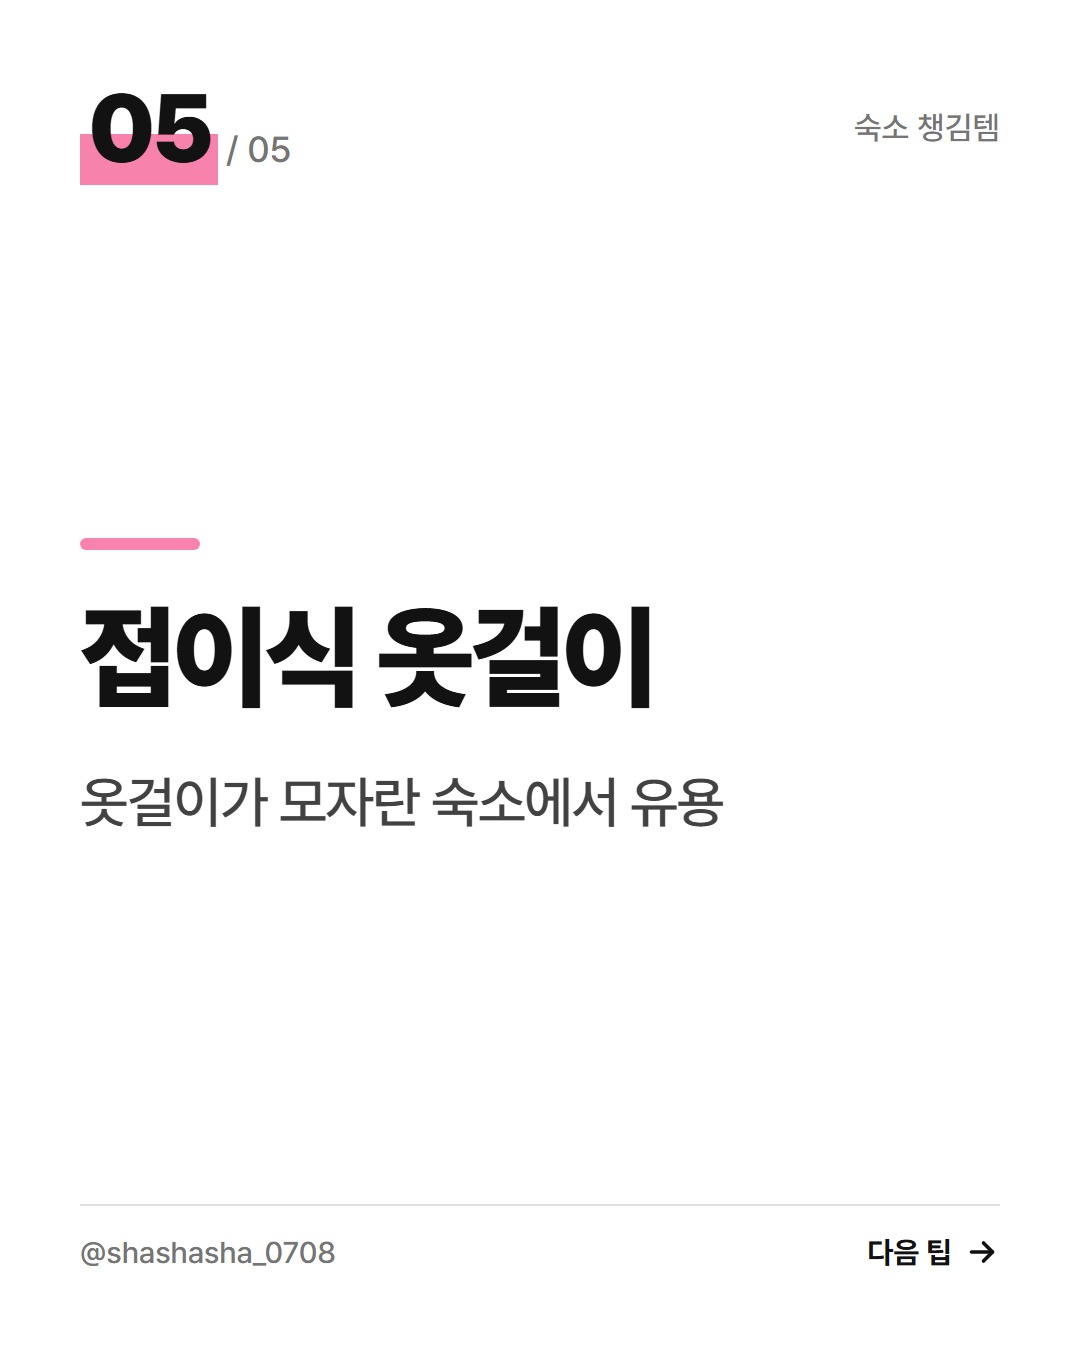 05 / 05
숙소 챙김템
접이식 옷걸이
옷걸이가 모자란 숙소에서 유용
@shashasha_0708
다음 팁 →